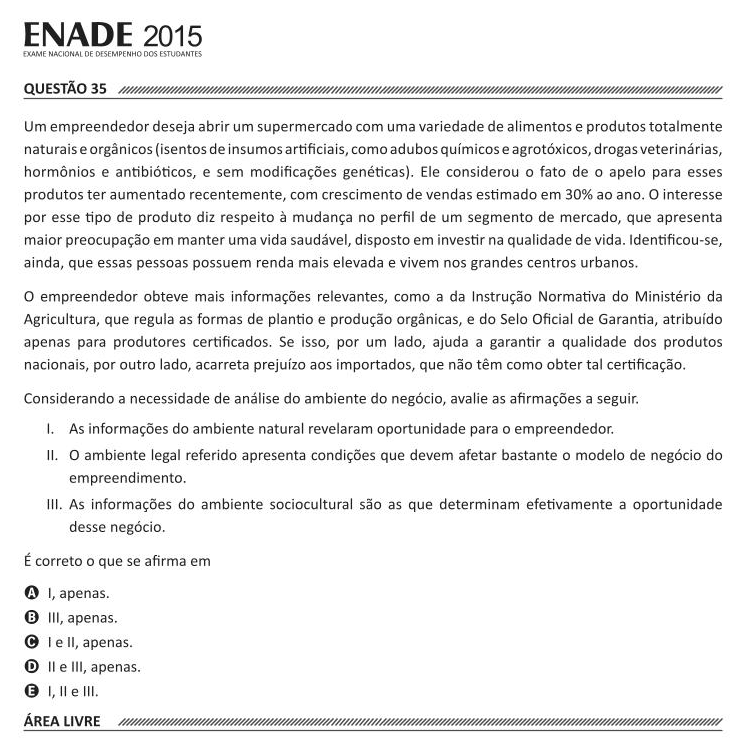 ENADE 2015
EXAME NACIONAL DE DESEMPENHO DOS ESTUDANTES
QUESTÃO 35
Um empreendedor deseja abrir um supermercado com uma variedade de alimentos e produtos totalmente
naturais e orgânicos (isentos de insumos artificiais, como adubos químicos e agrotóxicos, drogas veterinárias,
hormônios e antibióticos, e sem modificações genéticas). Ele considerou o fato de o apelo para esses
produtos ter aumentado recentemente, com crescimento de vendas estimado em 30% ao ano. O interesse
por esse tipo de produto diz respeito à mudança no perfil de um segmento de mercado, que apresenta
maior preocupação em manter uma vida saudável, disposto em investir na qualidade de vida. Identificou-se,
ainda, que essas pessoas possuem renda mais elevada e vivem nos grandes centros urbanos.
O empreendedor obteve mais informações relevantes, como a da Instrução Normativa do Ministério da
Agricultura, que regula as formas de plantio e produção orgânicas, e do Selo Oficial de Garantia, atribuído
apenas para produtores certificados. Se isso, por um lado, ajuda a garantir a qualidade dos produtos
nacionais, por outro lado, acarreta prejuízo aos importados, que não têm como obter tal certificação.
Considerando a necessidade de análise do ambiente do negócio, avalie as afirmações a seguir.
I. As informações do ambiente natural revelaram oportunidade para o empreendedor.
II. O ambiente legal referido apresenta condições que devem afetar bastante o modelo de negócio do
empreendimento.
III. As informações do ambiente sociocultural são as que determinam efetivamente a oportunidade
desse negócio.
É correto o que se afirma em
A I, apenas.
B III, apenas.
C I e II, apenas.
D II e III, apenas.
E I, II e III.
ÁREA LIVRE